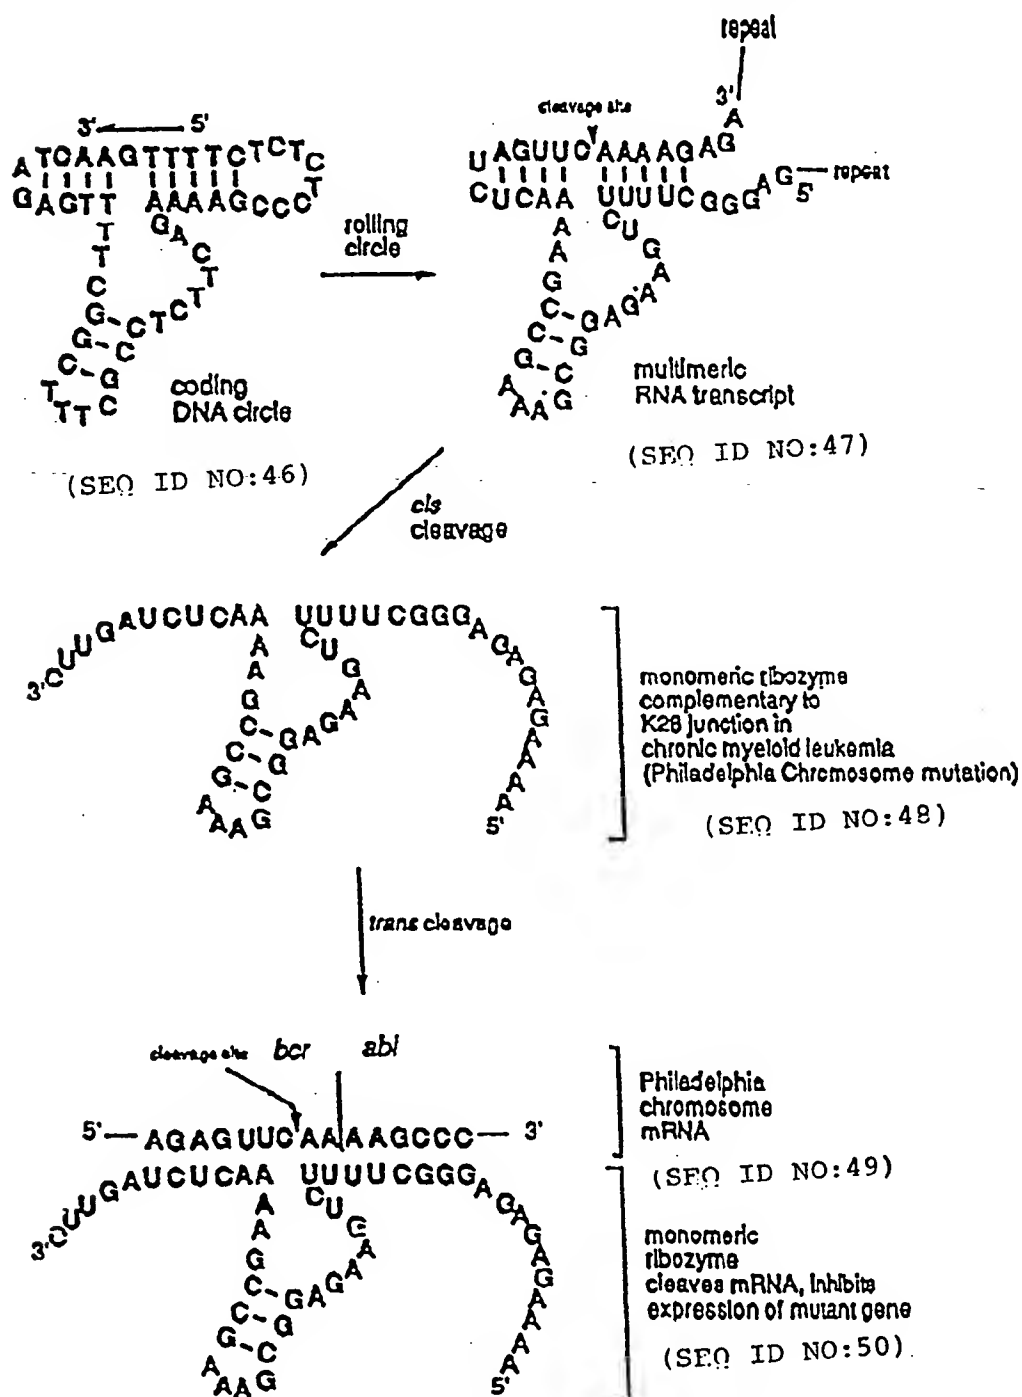 repeat
3'
A
cleavage site
3' 5'
ATCAAGTTTTCTCTC
GAGTTT AAAAGCCCT
rolling
circle
UAGUUCAAAAGAG
CUCAA UUUUCGGGAG
5'
repeat
coding
DNA circle
(SEQ ID NO:46)
multimeric
RNA transcript
(SEQ ID NO:47)
cis
cleavage
3'CUUGAUCUCAA UUUUCGGGAGAGAGAAAA
5'
monomeric ribozyme
complementary to
K28 junction in
chronic myeloid leukemia
(Philadelphia Chromosome mutation)
(SEQ ID NO:48)
trans cleavage
cleavage site bcr abl
5'—AGAGUUCAAAAGCCC—3'
Philadelphia
chromosome
mRNA
(SEQ ID NO:49)
3'CUUGAUCUCAA UUUUCGGGAGAGAGAAAA
5'
monomeric
ribozyme
cleaves mRNA, inhibits
expression of mutant gene
(SEQ ID NO:50)